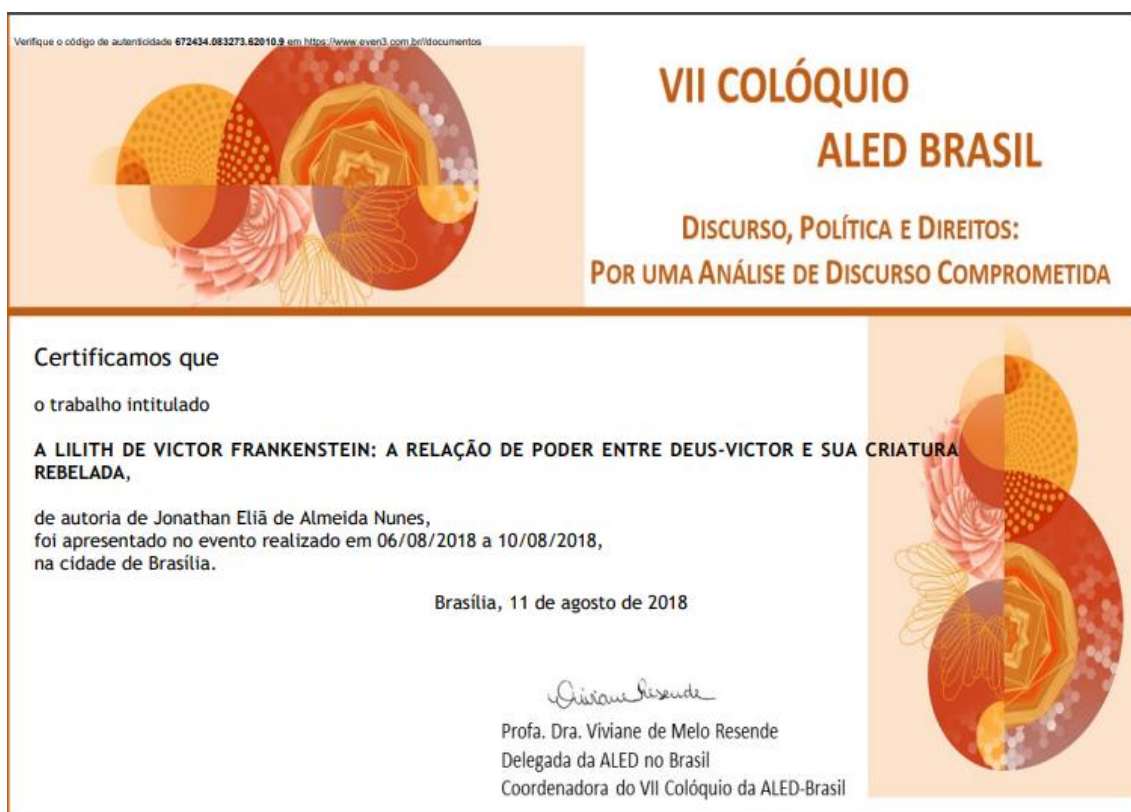 Verifique o código de autenticidade 672434.083273.62010.9 em https://www.even3.com.br//documentos
VII COLÓQUIO
ALED BRASIL
DISCURSO, POLÍTICA E DIREITOS:
POR UMA ANÁLISE DE DISCURSO COMPROMETIDA
Certificamos que
o trabalho intitulado
A LILITH DE VICTOR FRANKENSTEIN: A RELAÇÃO DE PODER ENTRE DEUS-VICTOR E SUA CRIATURA
REBELADA,
de autoria de Jonathan Eliã de Almeida Nunes,
foi apresentado no evento realizado em 06/08/2018 a 10/08/2018,
na cidade de Brasília.
Brasília, 11 de agosto de 2018
Viviane Resende
Profa. Dra. Viviane de Melo Resende
Delegada da ALED no Brasil
Coordenadora do VII Colóquio da ALED-Brasil